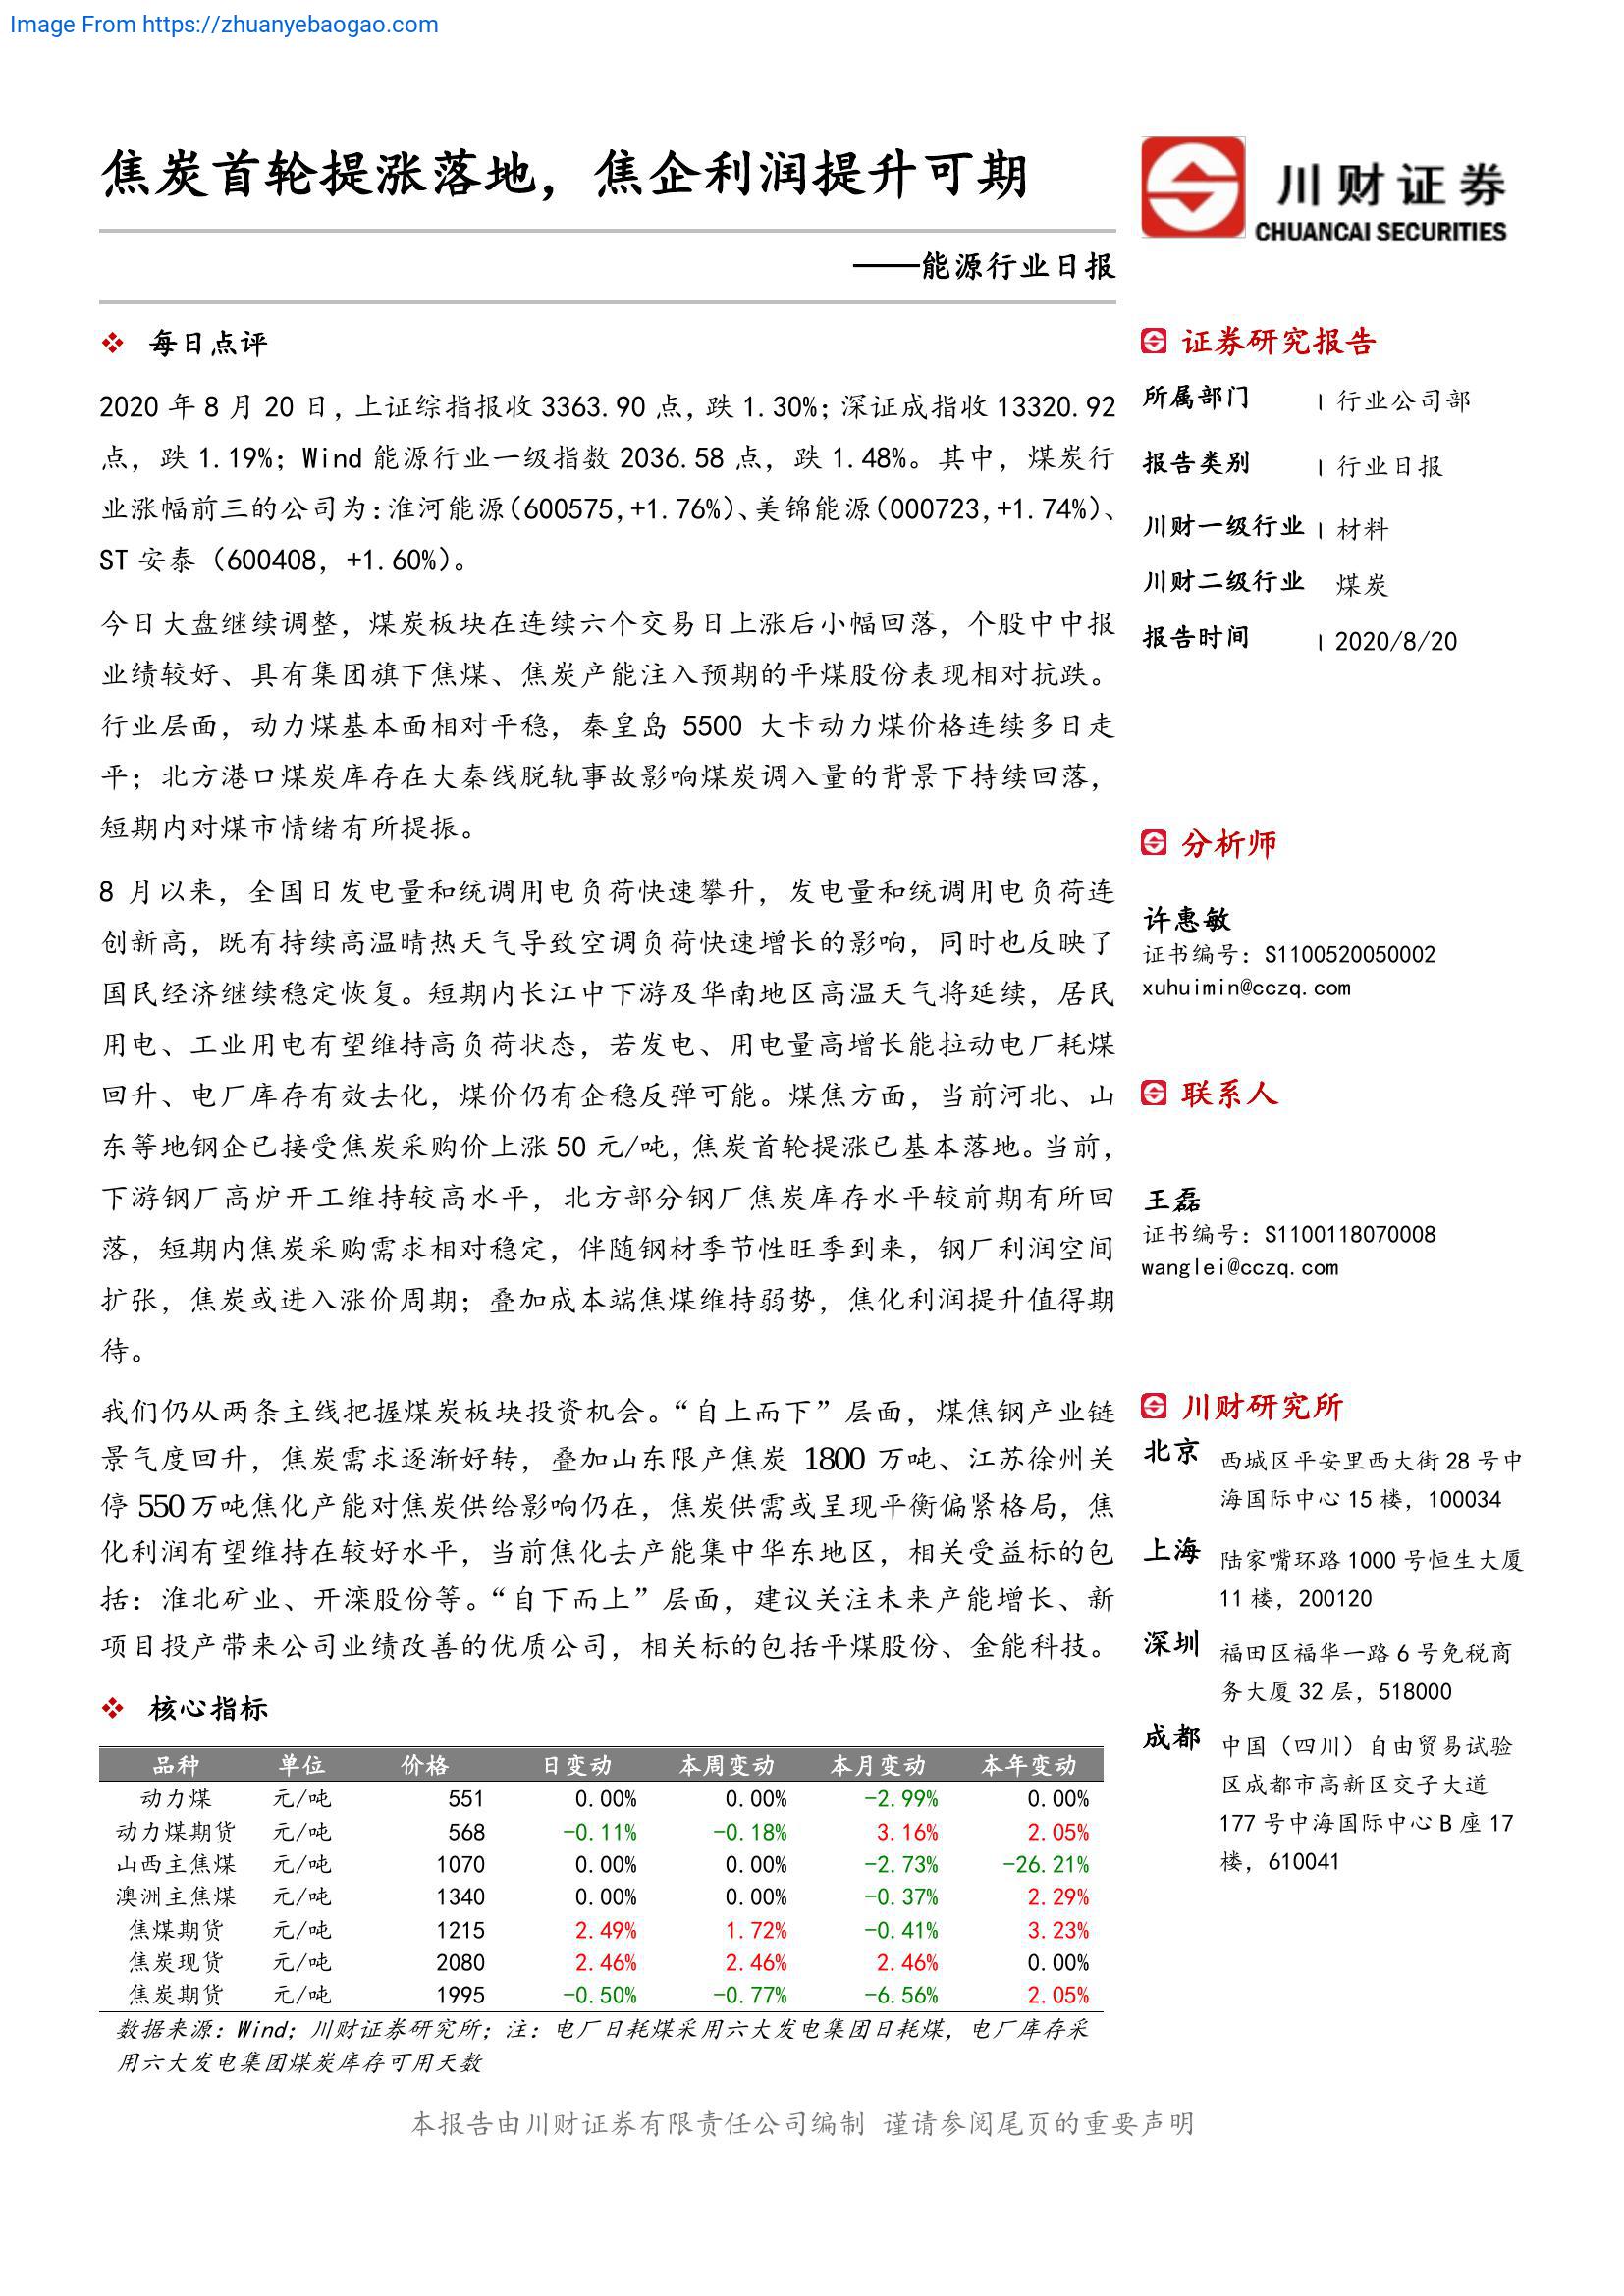 Image From https://zhuanyebaogao.com
焦炭首轮提涨落地，焦企利润提升可期
——能源行业日报
川财证券
CHUANCAI SECURITIES
每日点评
2020 年 8 月 20 日，上证综指报收 3363.90 点，跌 1.30%；深证成指收 13320.92
点，跌 1.19%；Wind 能源行业一级指数 2036.58 点，跌 1.48%。其中，煤炭行
业涨幅前三的公司为：淮河能源（600575,+1.76%）、美锦能源（000723,+1.74%）、
ST 安泰（600408，+1.60%）。
今日大盘继续调整，煤炭板块在连续六个交易日上涨后小幅回落，个股中中报
业绩较好、具有集团旗下焦煤、焦炭产能注入预期的平煤股份表现相对抗跌。
行业层面，动力煤基本面相对平稳，秦皇岛 5500 大卡动力煤价格连续多日走
平；北方港口煤炭库存在大秦线脱轨事故影响煤炭调入量的背景下持续回落，
短期内对煤市情绪有所提振。
8 月以来，全国日发电量和统调用电负荷快速攀升，发电量和统调用电负荷连
创新高，既有持续高温晴热天气导致空调负荷快速增长的影响，同时也反映了
国民经济继续稳定恢复。短期内长江中下游及华南地区高温天气将延续，居民
用电、工业用电有望维持高负荷状态，若发电、用电量高增长能拉动电厂耗煤
回升、电厂库存有效去化，煤价仍有企稳反弹可能。煤焦方面，当前河北、山
东等地钢企已接受焦炭采购价上涨 50 元/吨，焦炭首轮提涨已基本落地。当前，
下游钢厂高炉开工维持较高水平，北方部分钢厂焦炭库存水平较前期有所回
落，短期内焦炭采购需求相对稳定，伴随钢材季节性旺季到来，钢厂利润空间
扩张，焦炭或进入涨价周期；叠加成本端焦煤维持弱势，焦化利润提升值得期
待。
我们仍从两条主线把握煤炭板块投资机会。“自上而下”层面，煤焦钢产业链
景气度回升，焦炭需求逐渐好转，叠加山东限产焦炭 1800 万吨、江苏徐州关
停 550 万吨焦化产能对焦炭供给影响仍在，焦炭供需或呈现平衡偏紧格局，焦
化利润有望维持在较好水平，当前焦化去产能集中华东地区，相关受益标的包
括：淮北矿业、开滦股份等。“自下而上”层面，建议关注未来产能增长、新
项目投产带来公司业绩改善的优质公司，相关标的包括平煤股份、金能科技。
核心指标
品种 单位 价格 日变动 本周变动 本月变动 本年变动
动力煤 元/吨 551 0.00% 0.00% -2.99% 0.00%
动力煤期货 元/吨 568 -0.11% -0.18% 3.16% 2.05%
山西主焦煤 元/吨 1070 0.00% 0.00% -2.73% -26.21%
澳洲主焦煤 元/吨 1340 0.00% 0.00% -0.37% 2.29%
焦煤期货 元/吨 1215 2.49% 1.72% -0.41% 3.23%
焦炭现货 元/吨 2080 2.46% 2.46% 2.46% 0.00%
焦炭期货 元/吨 1995 -0.50% -0.77% -6.56% 2.05%
数据来源：Wind；川财证券研究所；注：电厂日耗煤采用六大发电集团日耗煤，电厂库存采
用六大发电集团煤炭库存可用天数
证券研究报告
所属部门 | 行业公司部
报告类别 | 行业日报
川财一级行业 | 材料
川财二级行业 煤炭
报告时间 | 2020/8/20
分析师
许惠敏
证书编号：S1100520050002
xuhuimin@cczq.com
联系人
王磊
证书编号：S1100118070008
wanglei@cczq.com
川财研究所
北京 西城区平安里西大街 28 号中
海国际中心 15 楼，100034
上海 陆家嘴环路 1000 号恒生大厦
11 楼，200120
深圳 福田区福华一路 6 号免税商
务大厦 32 层，518000
成都 中国（四川）自由贸易试验
区成都市高新区交子大道
177 号中海国际中心 B 座 17
楼，610041
本报告由川财证券有限责任公司编制 谨请参阅尾页的重要声明